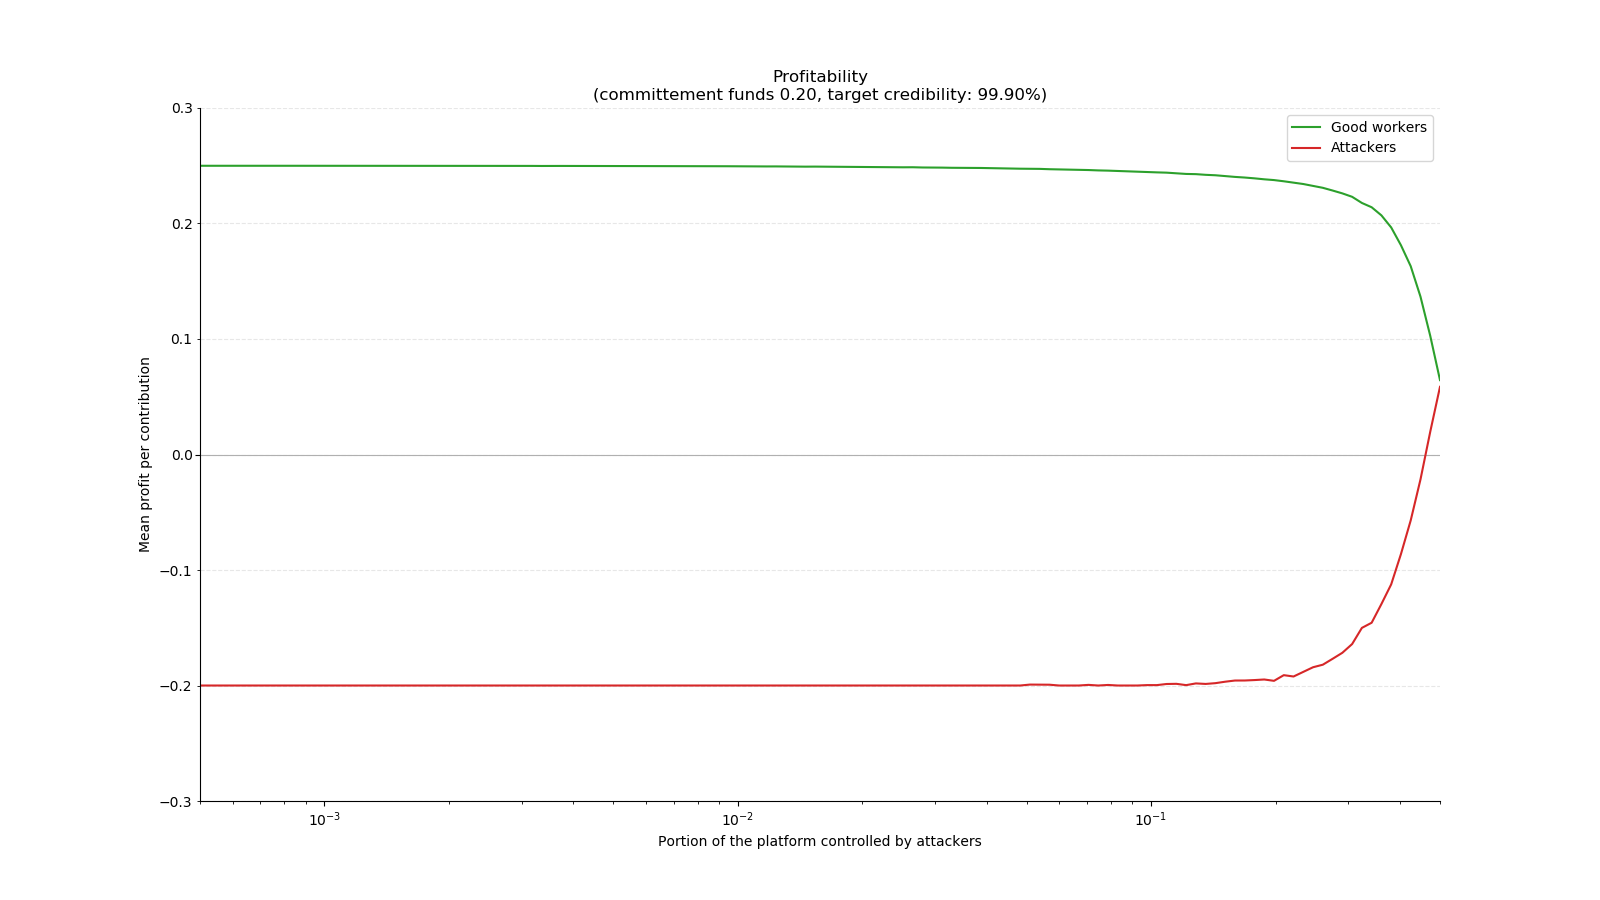 Profitability
(committement funds 0.20, target credibility: 99.90%)
Good workers
Attackers
Mean profit per contribution
0.3
0.2
0.1
0.0
−0.1
−0.2
−0.3
10⁻³ 10⁻² 10⁻¹
Portion of the platform controlled by attackers